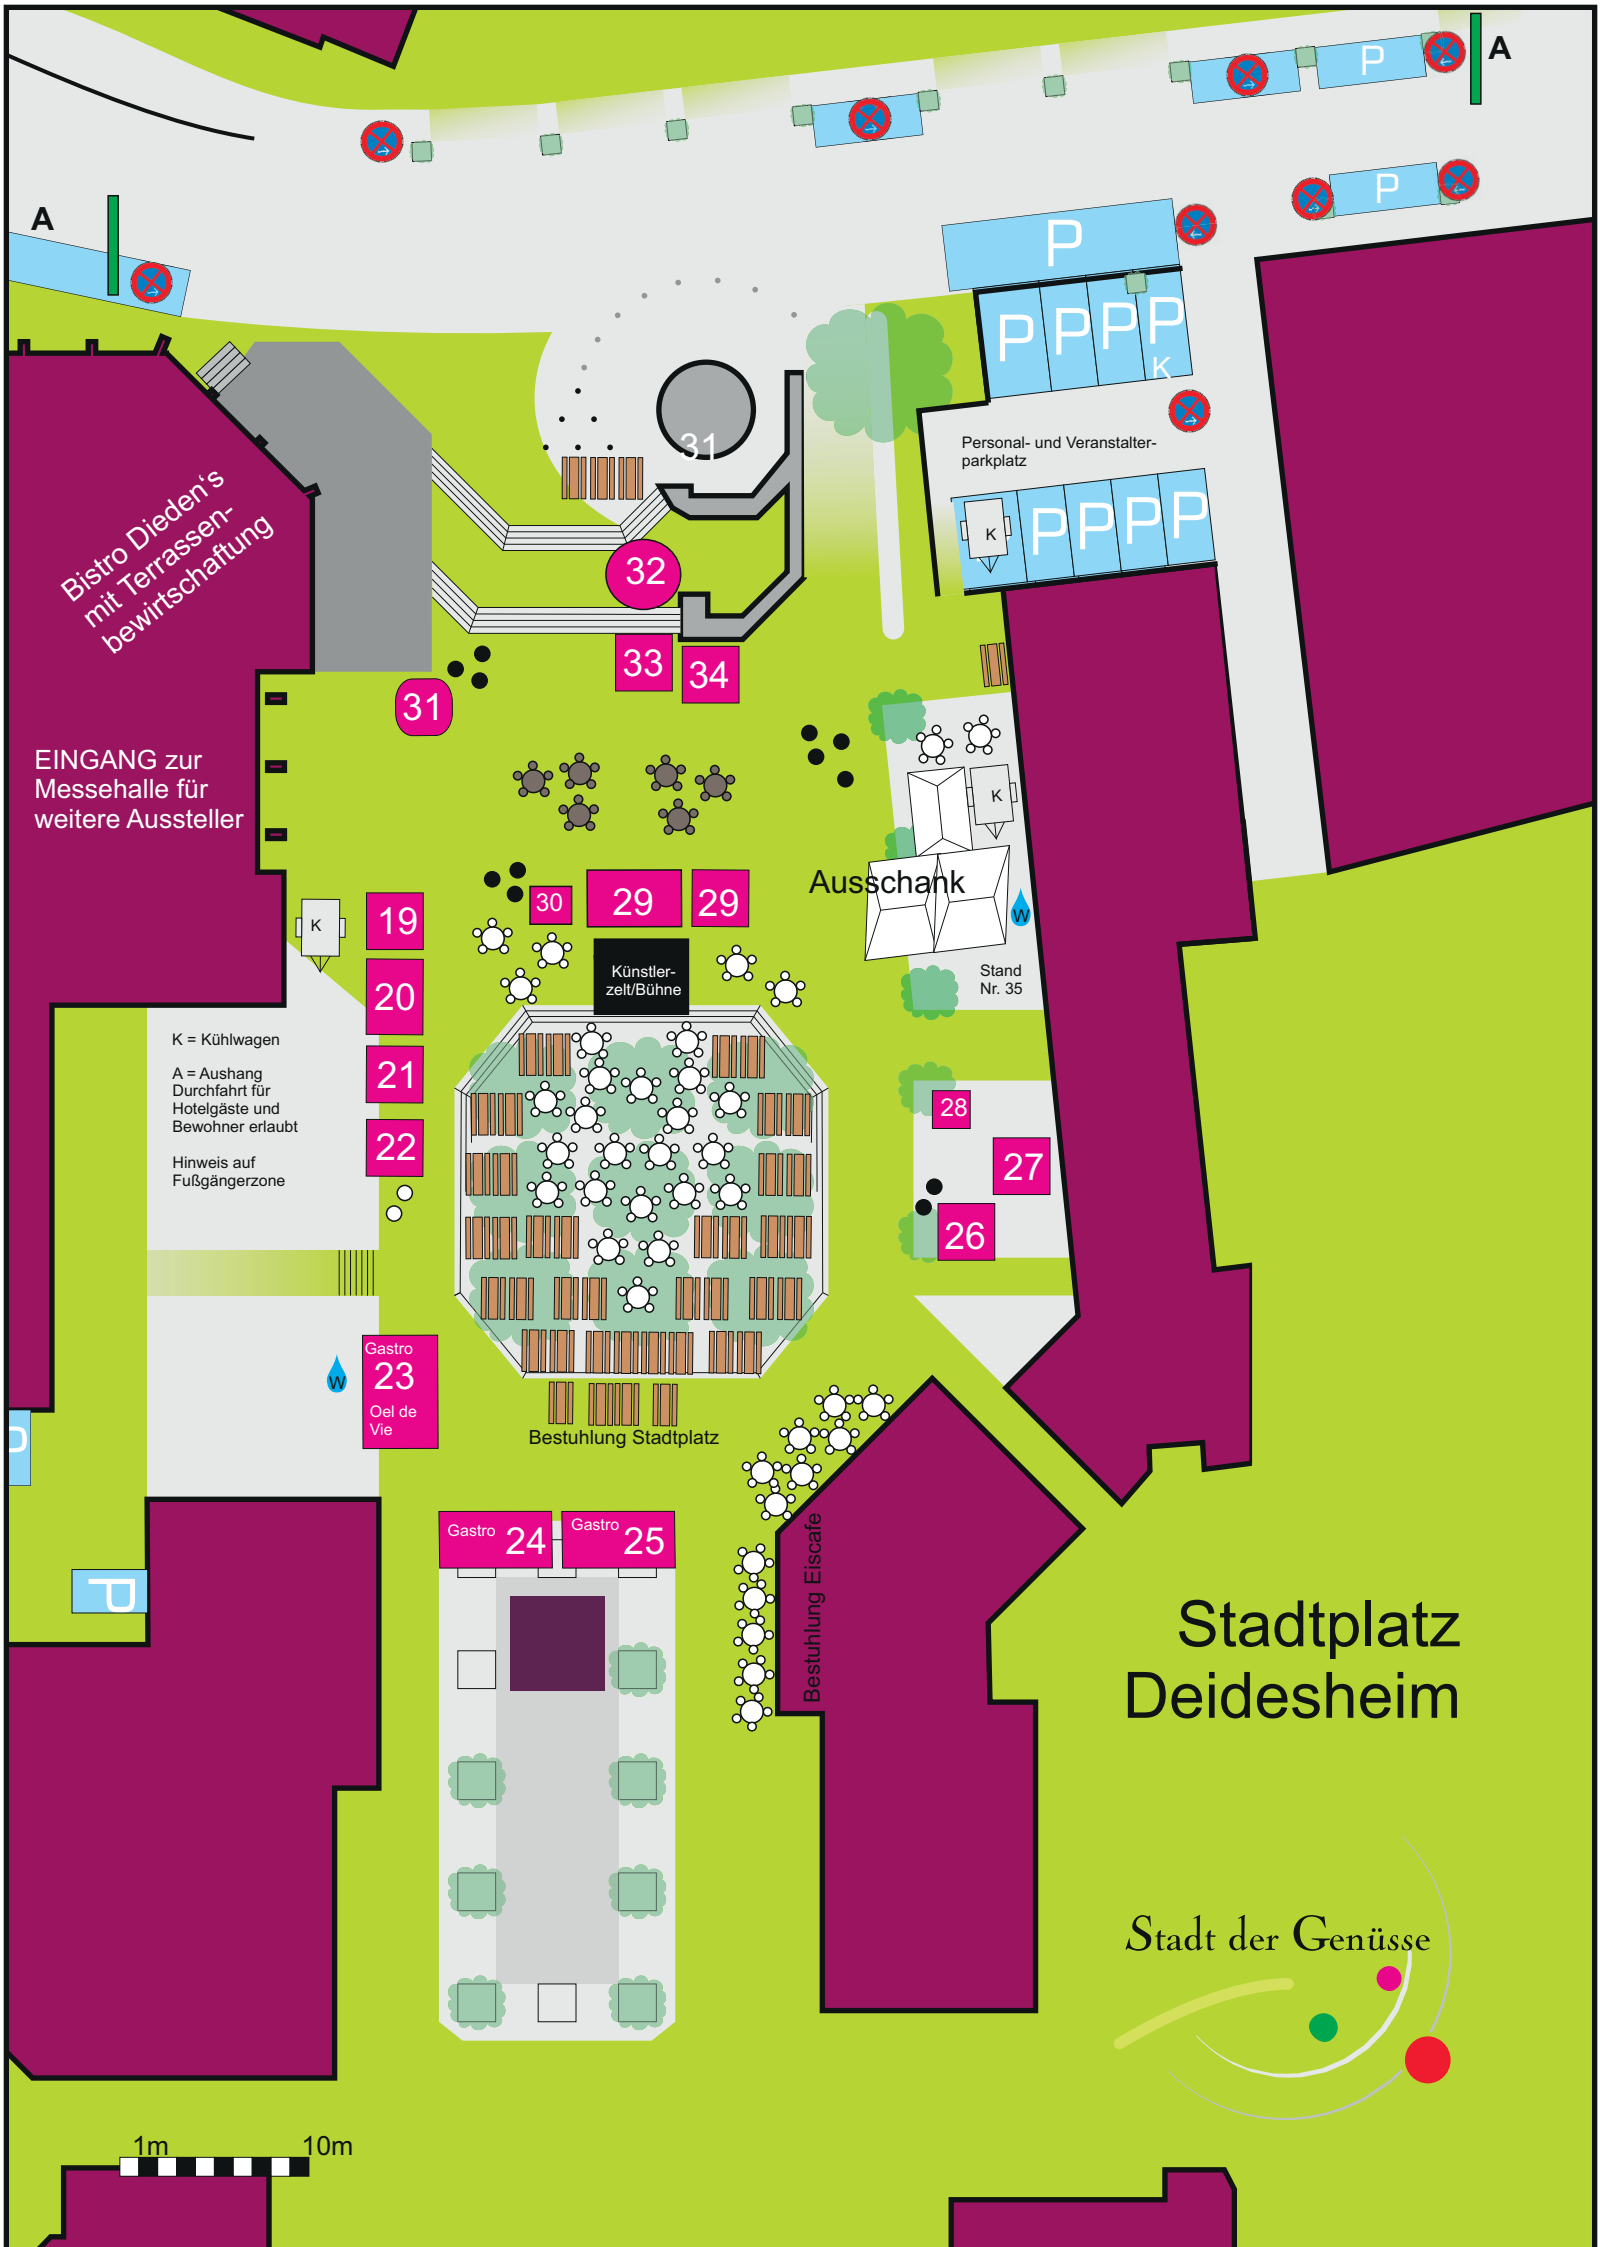 A
P
P
A
P
P
P
P
P
K
31
Personal- und Veranstalter-
parkplatz
K
P
P
P
P
Bistro Dieden's
mit Terrassen-
bewirtschaftung
32
33
34
31
EINGANG zur
Messehalle für
weitere Aussteller
K
Ausschank
W
Stand
Nr. 35
30
29
29
Künstler-
zelt/Bühne
K
19
20
21
22
K = Kühlwagen
A = Aushang
Durchfahrt für
Hotelgäste und
Bewohner erlaubt
Hinweis auf
Fußgängerzone
28
27
26
W
Gastro
23
Oel de
Vie
Bestuhlung Stadtplatz
P
Gastro 24
Gastro 25
Bestuhlung Eiscafe
P
Stadtplatz
Deidesheim
Stadt der Genüsse
1m 10m